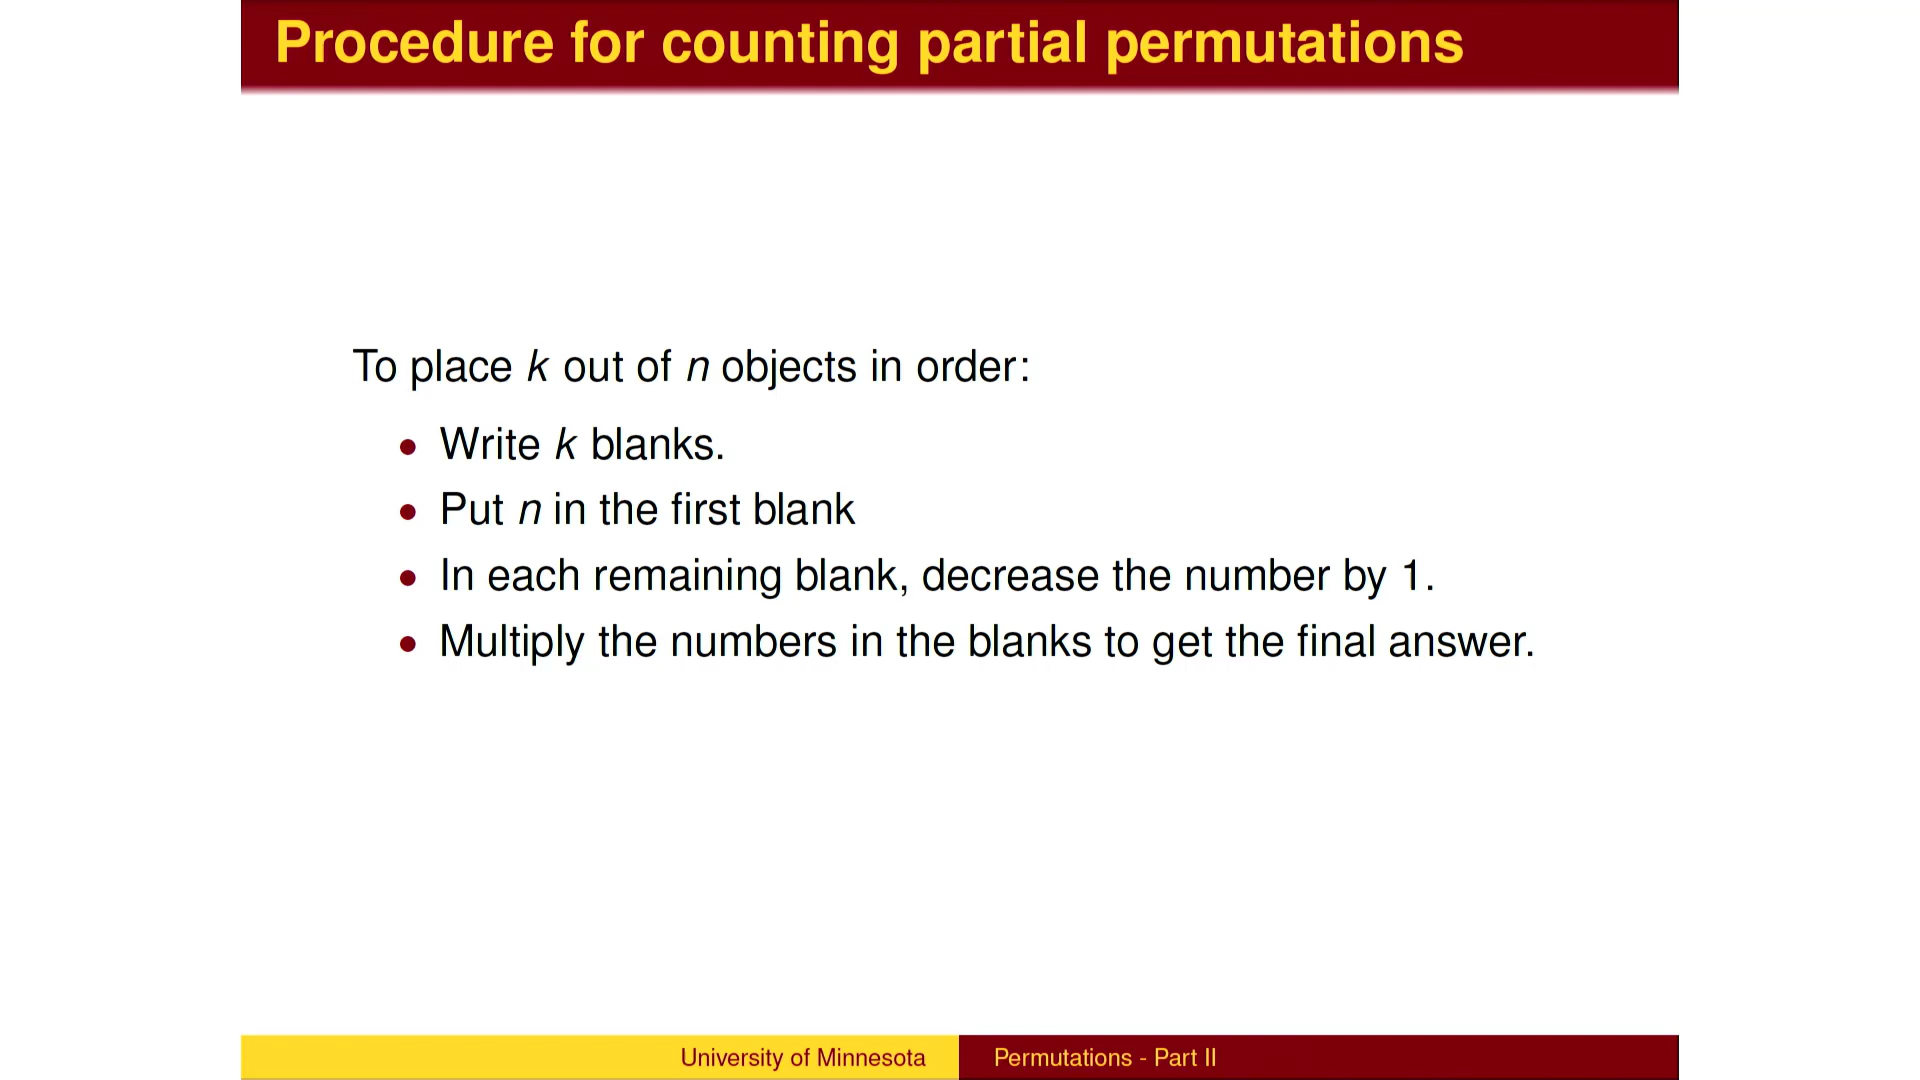 Procedure for counting partial permutations
To place k out of n objects in order:
• Write k blanks.
• Put n in the first blank
• In each remaining blank, decrease the number by 1.
• Multiply the numbers in the blanks to get the final answer.
University of Minnesota
Permutations - Part II